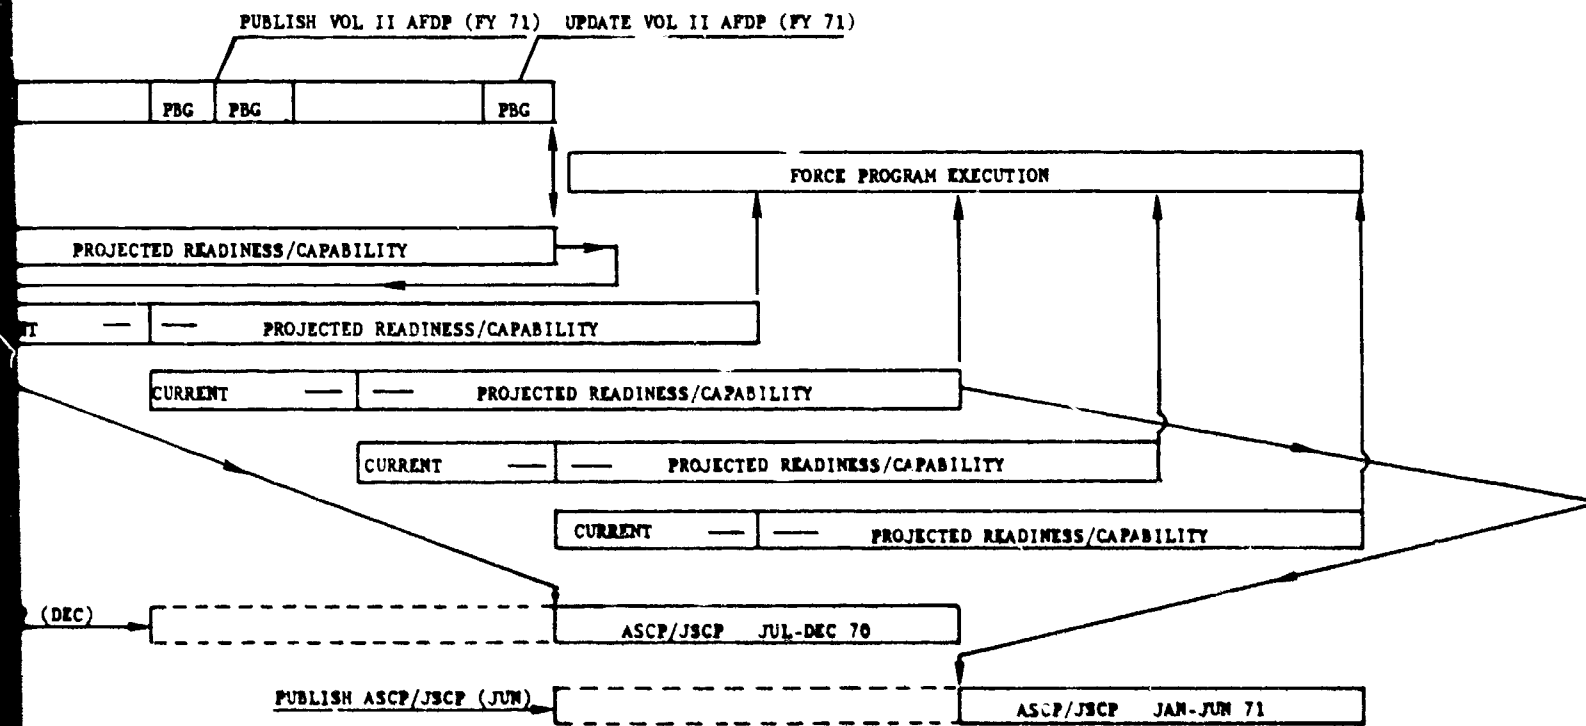 PUBLISH VOL II AFDP (FY 71) UPDATE VOL II AFDP (FY 71)
PBG PBG PBG
FORCE PROGRAM EXECUTION
PROJECTED READINESS/CAPABILITY
NT — — PROJECTED READINESS/CAPABILITY
CURRENT — — PROJECTED READINESS/CAPABILITY
CURRENT — — PROJECTED READINESS/CAPABILITY
CURRENT — — PROJECTED READINESS/CAPABILITY
(DEC)
ASCP/JSCP JUL-DEC 70
PUBLISH ASCP/JSCP (JUN)
ASCP/JSCP JAN-JUN 71